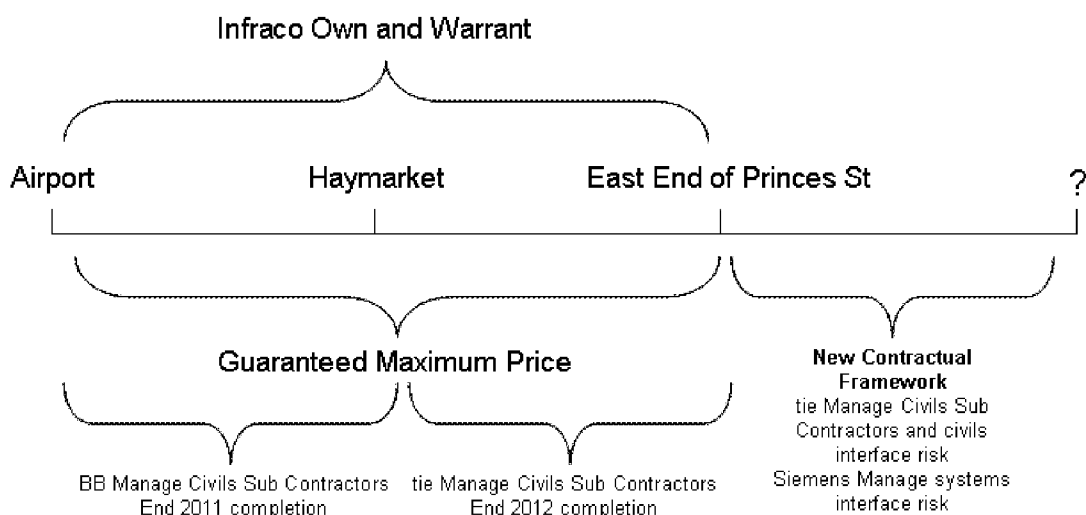 Infraco Own and Warrant
Airport
Haymarket
East End of Princes St
?
Guaranteed Maximum Price
BB Manage Civils Sub Contractors
End 2011 completion
tie Manage Civils Sub Contractors
End 2012 completion
New Contractual
Framework
tie Manage Civils Sub
Contractors and civils
interface risk
Siemens Manage systems
interface risk